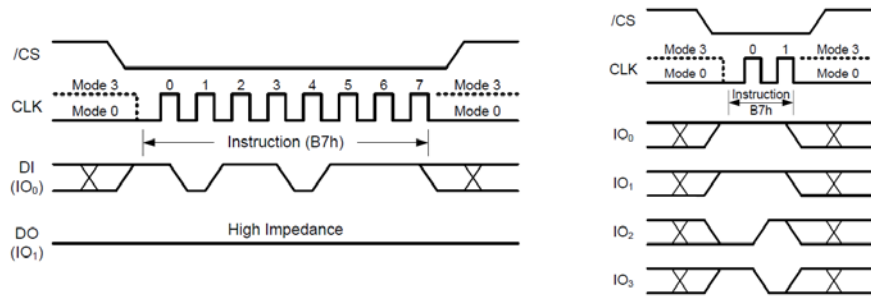 /CS
Mode 3 0 1 2 3 4 5 6 7 Mode 3
CLK Mode 0 Mode 0
Instruction (B7h)
DI
(IO₀)
High Impedance
DO
(IO₁)
/CS
Mode 3 0 1 Mode 3
CLK Mode 0 Mode 0
Instruction
B7h
IO₀
IO₁
IO₂
IO₃